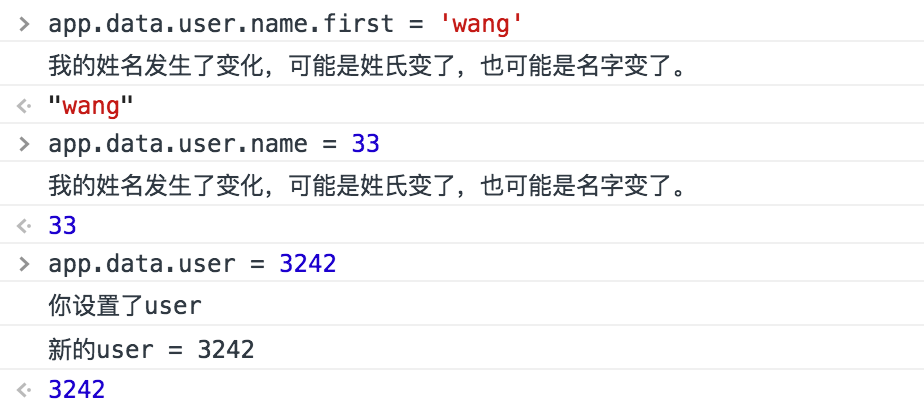 > app.data.user.name.first = 'wang'
我的姓名发生了变化，可能是姓氏变了，也可能是名字变了。
"wang"
> app.data.user.name = 33
我的姓名发生了变化，可能是姓氏变了，也可能是名字变了。
33
> app.data.user = 3242
你设置了user
新的user = 3242
3242